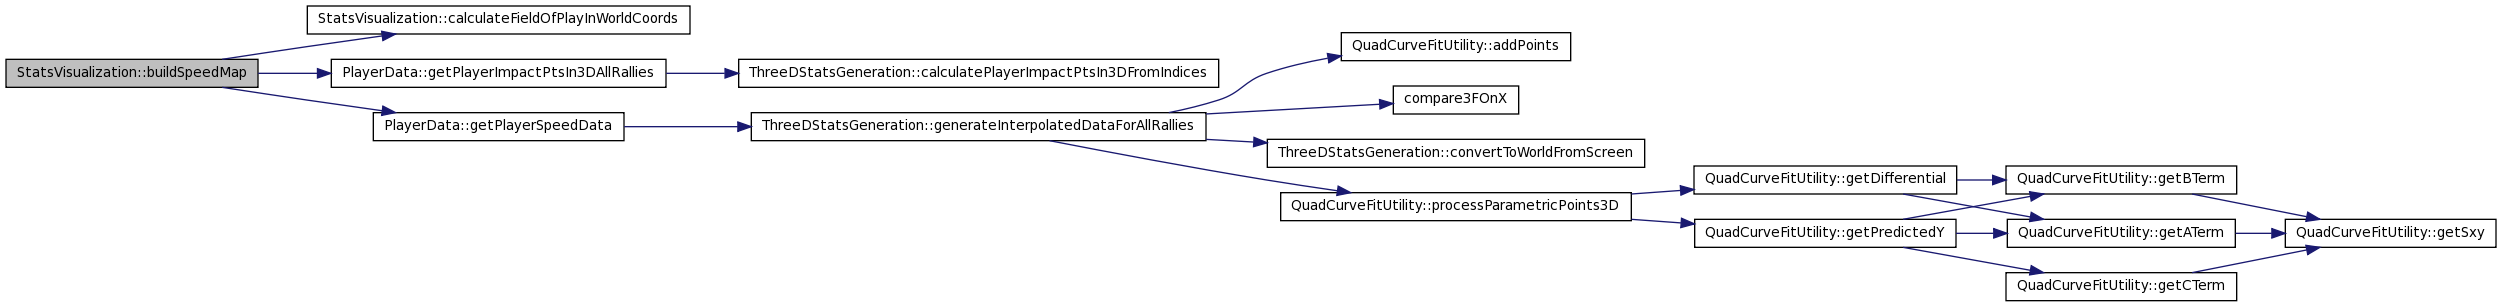 StatsVisualization::calculateFieldOfPlayInWorldCoords
StatsVisualization::buildSpeedMap
PlayerData::getPlayerImpactPtsIn3DAllRallies
ThreeDStatsGeneration::calculatePlayerImpactPtsIn3DFromIndices
PlayerData::getPlayerSpeedData
ThreeDStatsGeneration::generateInterpolatedDataForAllRallies
QuadCurveFitUtility::addPoints
compare3FOnX
ThreeDStatsGeneration::convertToWorldFromScreen
QuadCurveFitUtility::processParametricPoints3D
QuadCurveFitUtility::getDifferential
QuadCurveFitUtility::getPredictedY
QuadCurveFitUtility::getBTerm
QuadCurveFitUtility::getATerm
QuadCurveFitUtility::getCTerm
QuadCurveFitUtility::getSxy